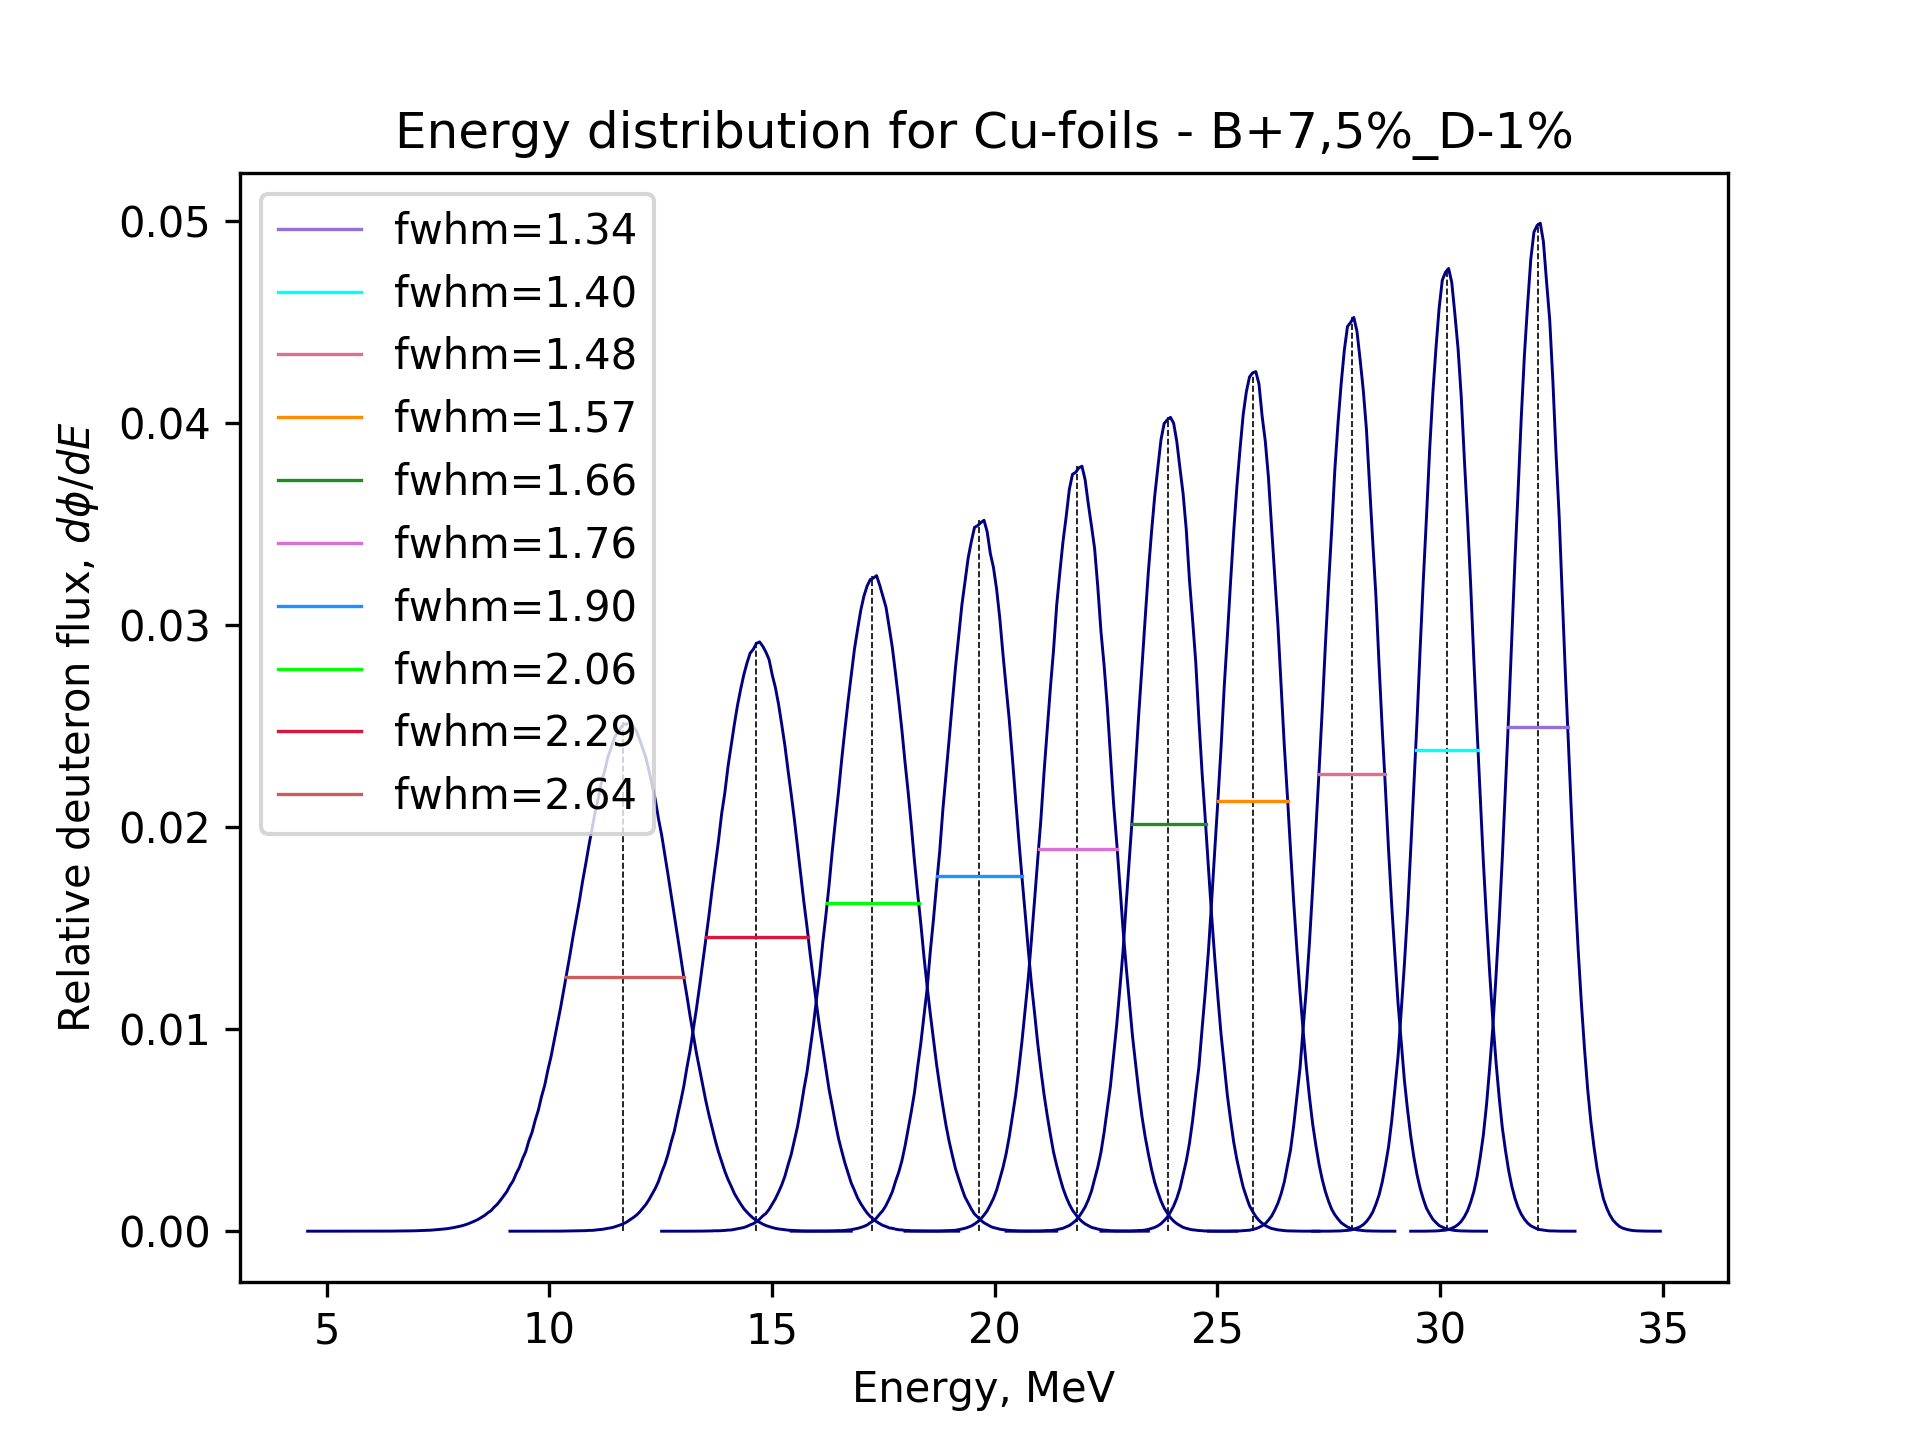 Energy distribution for Cu-foils - B+7,5%_D-1%
fwhm=1.34
fwhm=1.40
fwhm=1.48
fwhm=1.57
fwhm=1.66
fwhm=1.76
fwhm=1.90
fwhm=2.06
fwhm=2.29
fwhm=2.64
Relative deuteron flux, dϕ/dE
0.05
0.04
0.03
0.02
0.01
0.00
5 10 15 20 25 30 35
Energy, MeV